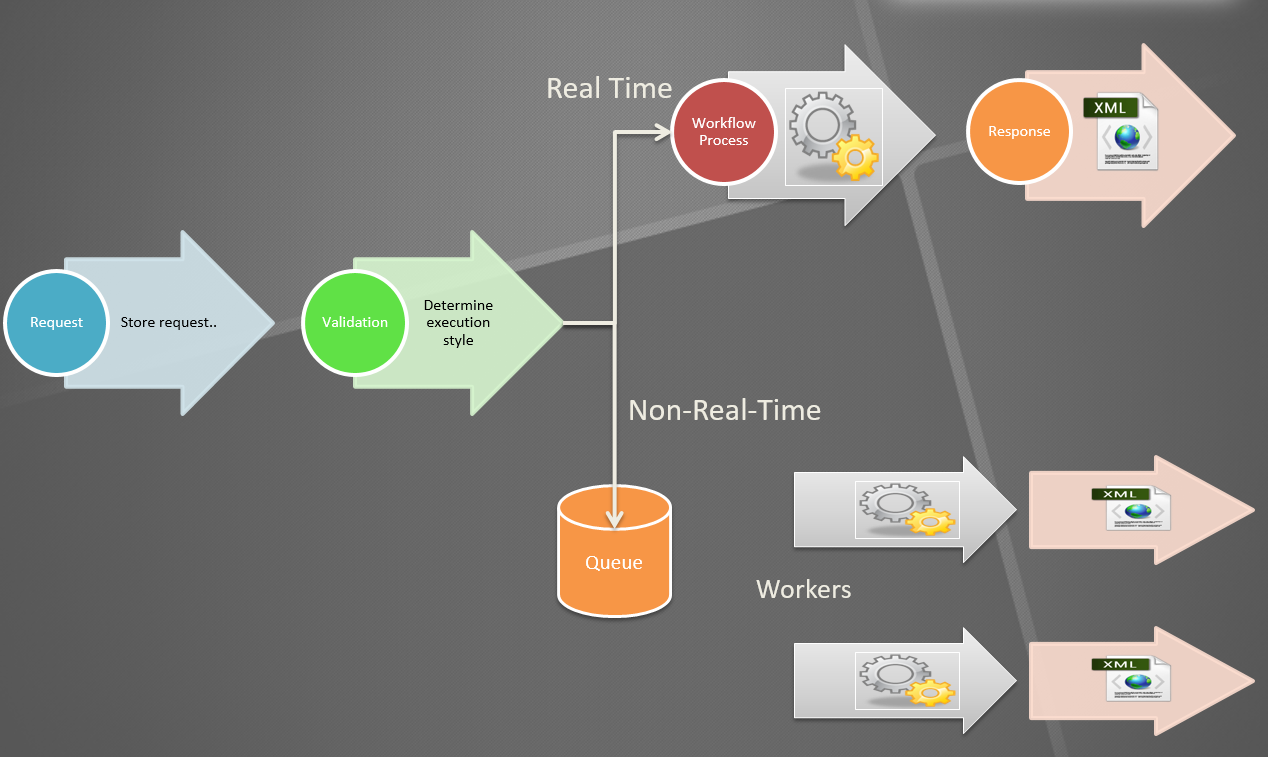 Real Time
Workflow
Process
XML
Response
Request
Store request..
Validation
Determine
execution
style
Non-Real-Time
Queue
XML
Workers
XML